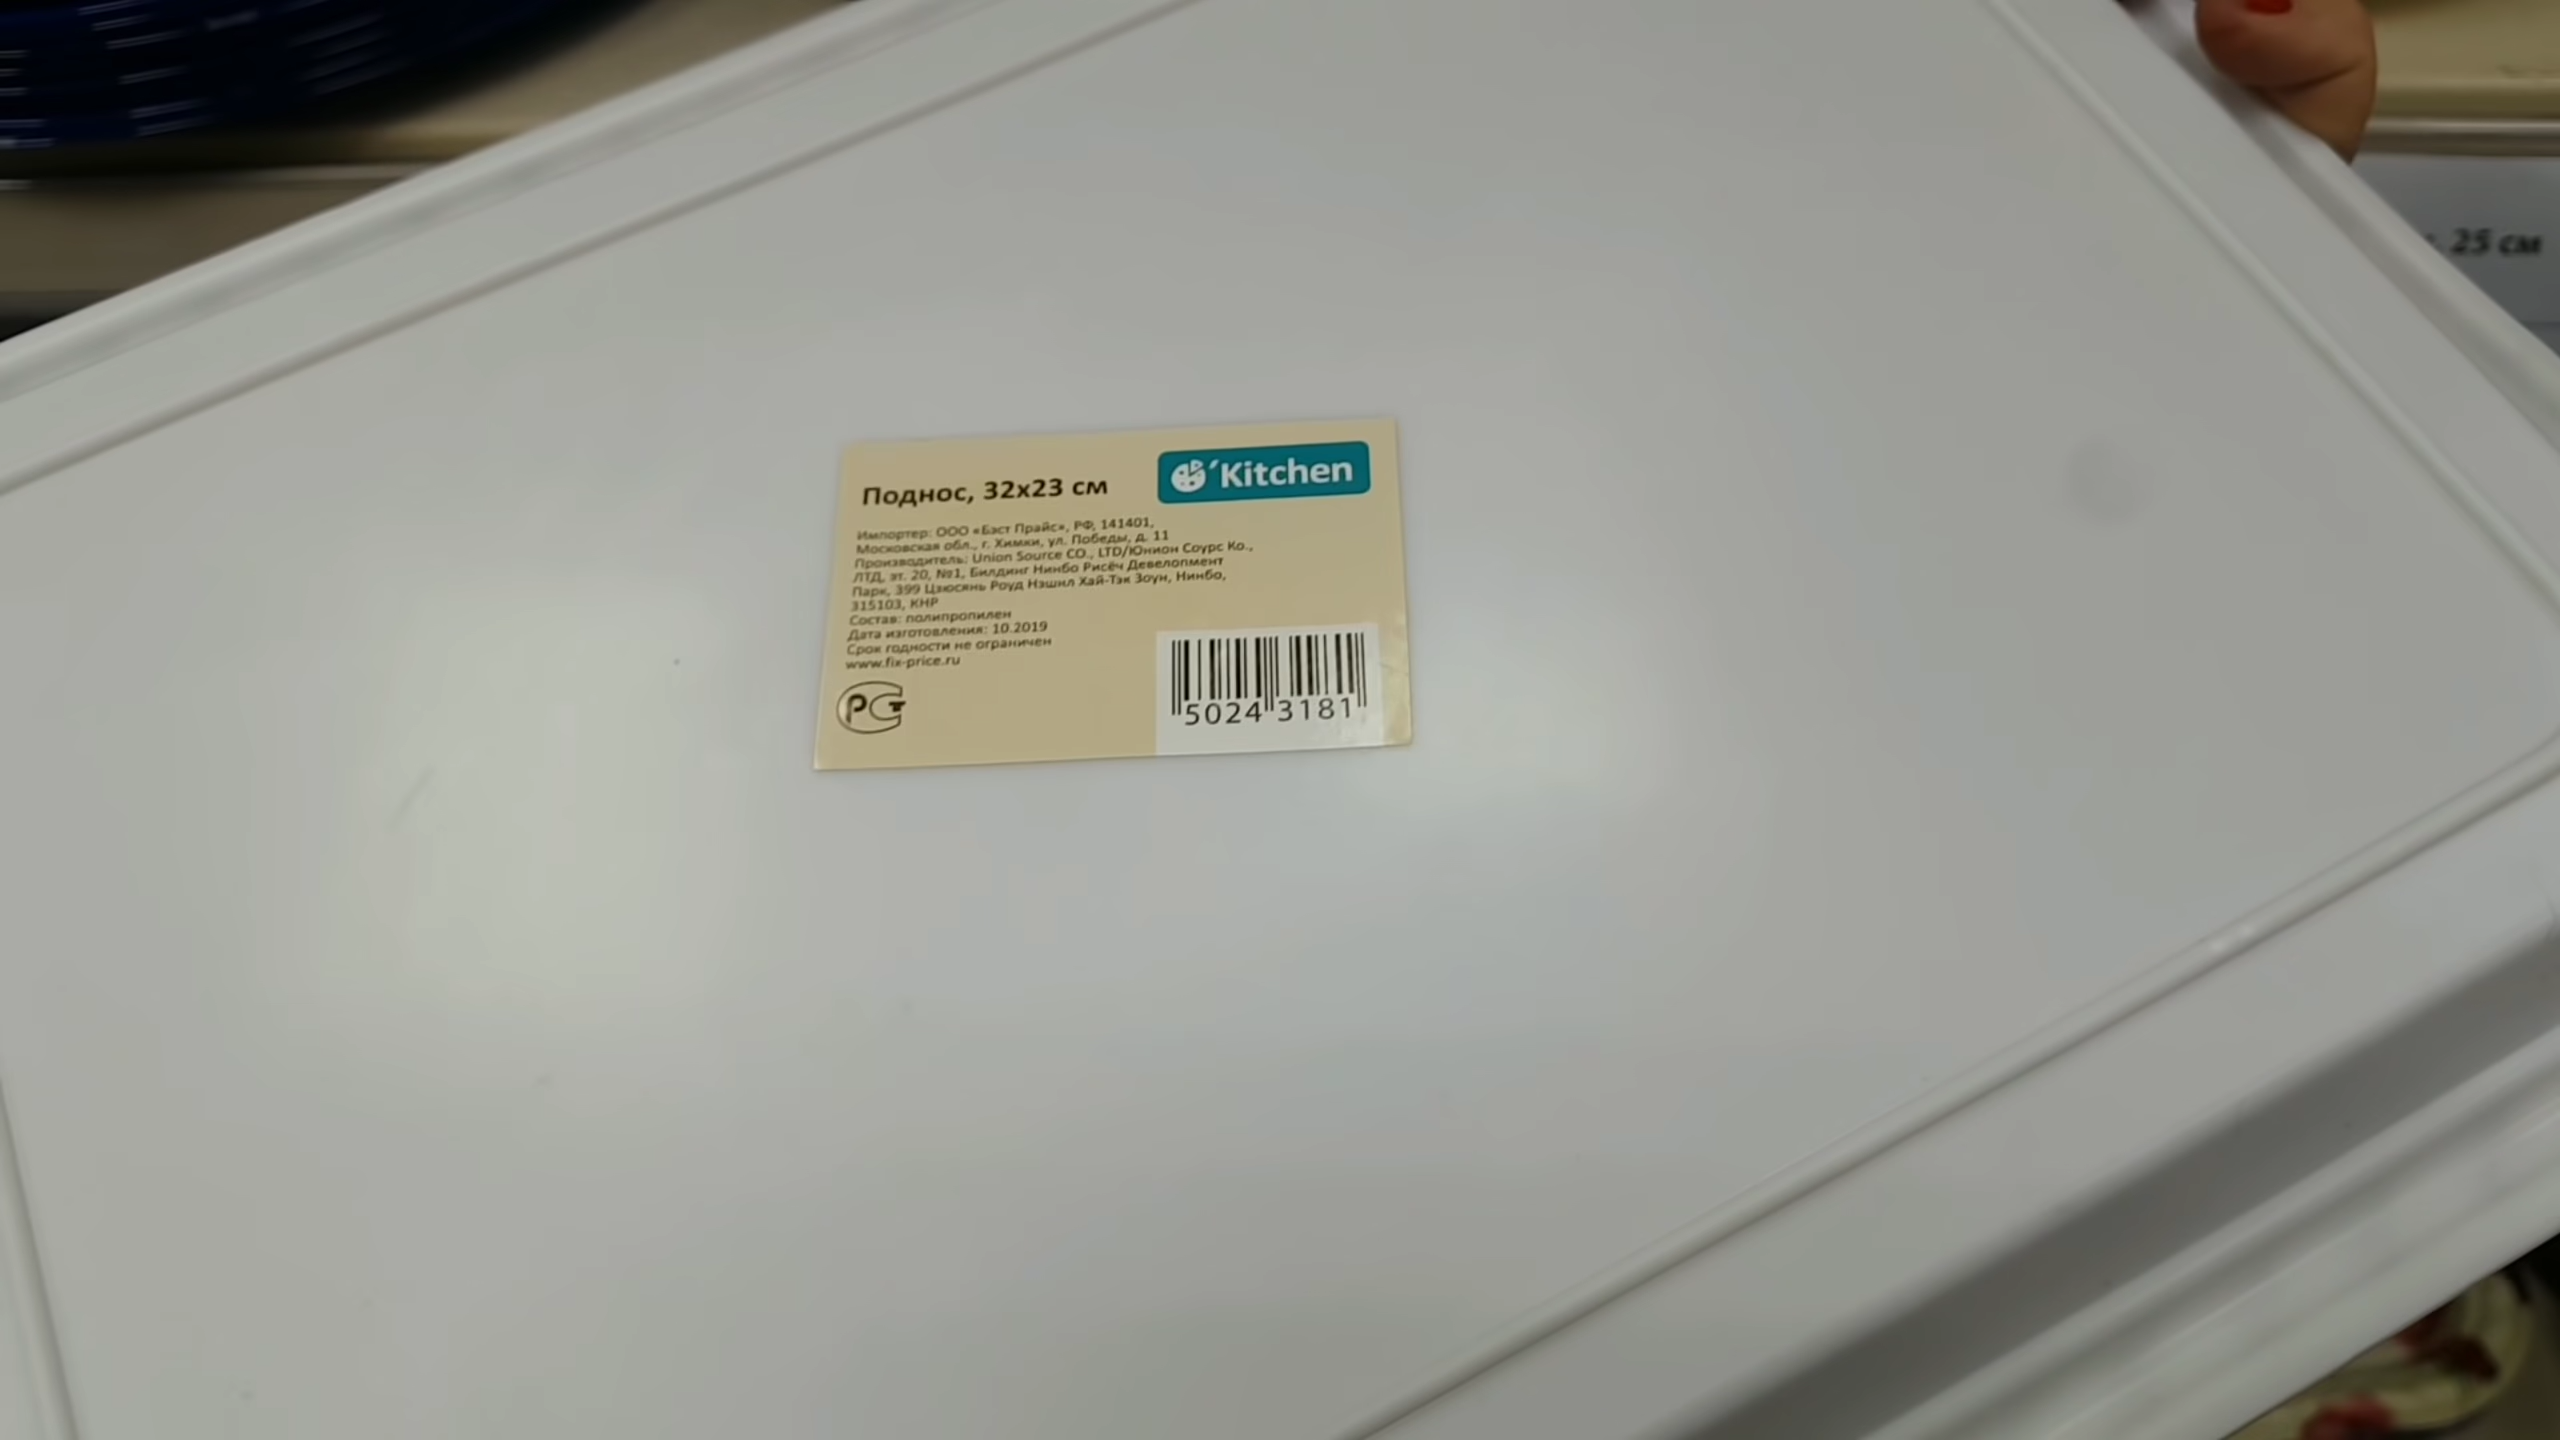 Поднос, 32х23 см
'Kitchen
Импортер: ООО «Бэст Прайс», РФ, 141401,
Московская обл., г. Химки, ул. Победы, д. 11
Производитель: Union Source CO., LTD/Юнион Соурс Ко.,
ЛТД, эт. 20, №1, Билдинг Нинбо Рисёч Девелопмент
Парк, 399 Цзюсянь Роуд Нэшнл Хай-Тэк Зоун, Нинбо,
315103, КНР
Состав: полипропилен
Дата изготовления: 10.2019
Срок годности не ограничен
www.fix-price.ru
РСТ
5024 3181
25 см